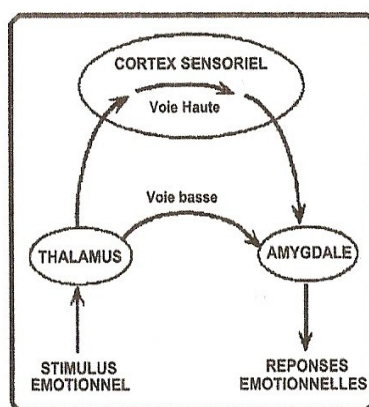 CORTEX SENSORIEL
Voie Haute
Voie basse
THALAMUS
AMYGDALE
STIMULUS
EMOTIONNEL
REPONSES
EMOTIONNELLES